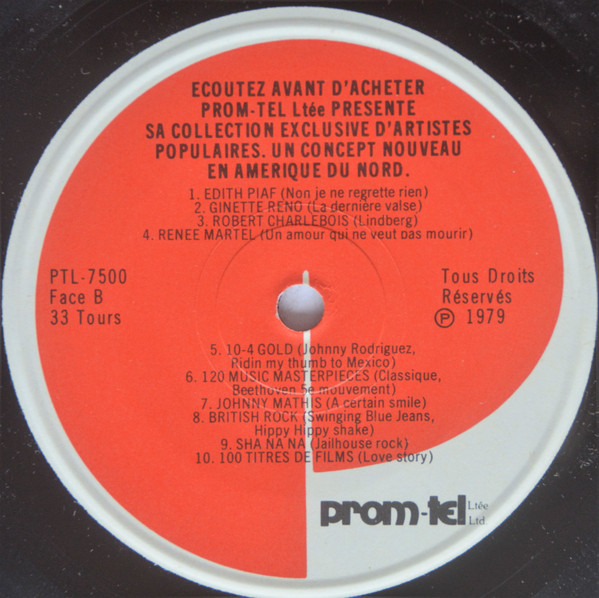 ECOUTEZ AVANT D'ACHETER
PROM-TEL Ltée PRESENTE
SA COLLECTION EXCLUSIVE D'ARTISTES
POPULAIRES. UN CONCEPT NOUVEAU
EN AMERIQUE DU NORD.
1. EDITH PIAF (Non je ne regrette rien)
2. GINETTE RENO (La dernière valse)
3. ROBERT CHARLEBOIS (Lindberg)
4. RENEE MARTEL (Un amour qui ne veut pas mourir)
PTL-7500
Face B
33 Tours
Tous Droits
Réservés
℗ 1979
5. 10-4 GOLD (Johnny Rodriguez,
Ridin my thumb to Mexico)
6. 120 MUSIC MASTERPIECES (Classique,
Beethoven 5e mouvement)
7. JOHNNY MATHIS (A certain smile)
8. BRITISH ROCK (Swinging Blue Jeans,
Hippy Hippy shake)
9. SHA NA NA (Jailhouse rock)
10. 100 TITRES DE FILMS (Love story)
prom-tel Ltée
Ltd.